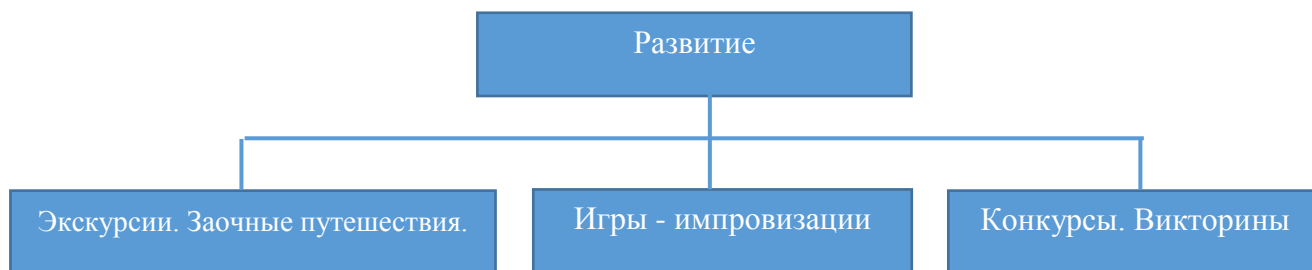 Развитие
Экскурсии. Заочные путешествия.
Игры - импровизации
Конкурсы. Викторины